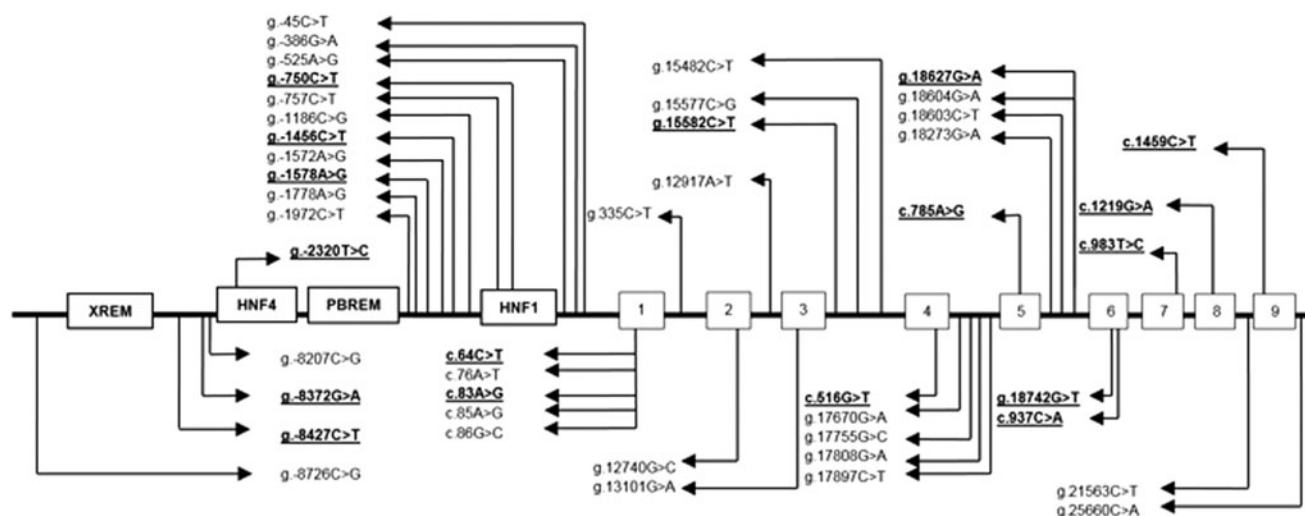 g.-45C>T
g.-386G>A
g.-525A>G
g.-750C>T
g.-757C>T
g.-1186C>G
g.-1456C>T
g.-1572A>G
g.-1578A>G
g.-1778A>G
g.-1972C>T
g.-2320T>C
g.335C>T
g.15482C>T
g.15577C>G
g.15582C>T
g.12917A>T
g.18627G>A
g.18604G>A
g.18603C>T
g.18273G>A
c.785A>G
c.1459C>T
c.1219G>A
c.983T>C
XREM
HNF4
PBREM
HNF1
1
2
3
4
5
6
7
8
9
g.-8207C>G
g.-8372G>A
g.-8427C>T
g.-8726C>G
c.64C>T
c.76A>T
c.83A>G
c.85A>G
c.86G>C
g.12740G>C
g.13101G>A
c.516G>T
g.17670G>A
g.17755G>C
g.17808G>A
g.17897C>T
g.18742G>T
c.937C>A
g.21563C>T
g.25660C>A